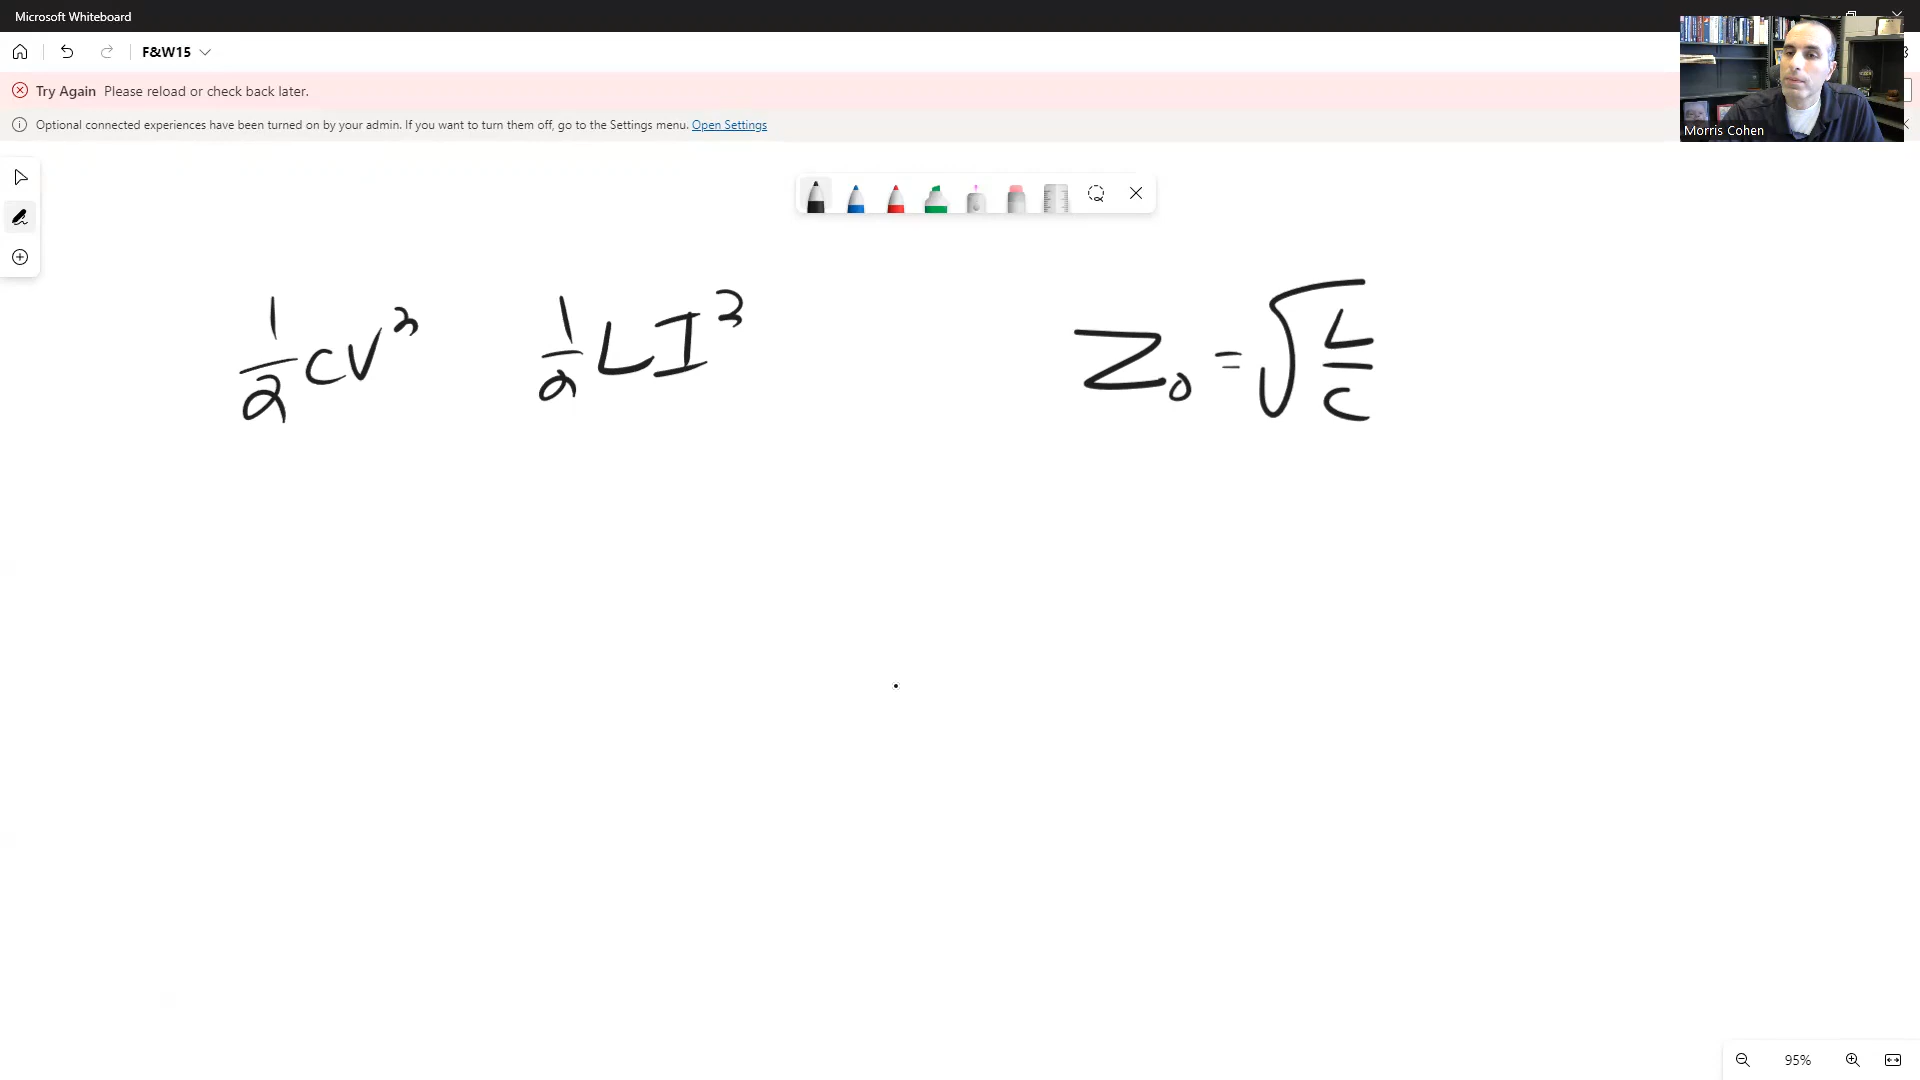 Microsoft Whiteboard
F&W15
Try Again Please reload or check back later.
Optional connected experiences have been turned on by your admin. If you want to turn them off, go to the Settings menu. Open Settings
Morris Cohen
1/2 CV² 1/2 LI² Z₀ = √(L/C)
95%